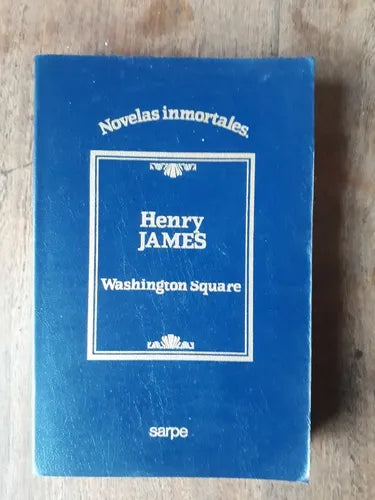 Novelas inmortales.
Henry
JAMES
Washington Square
sarpe